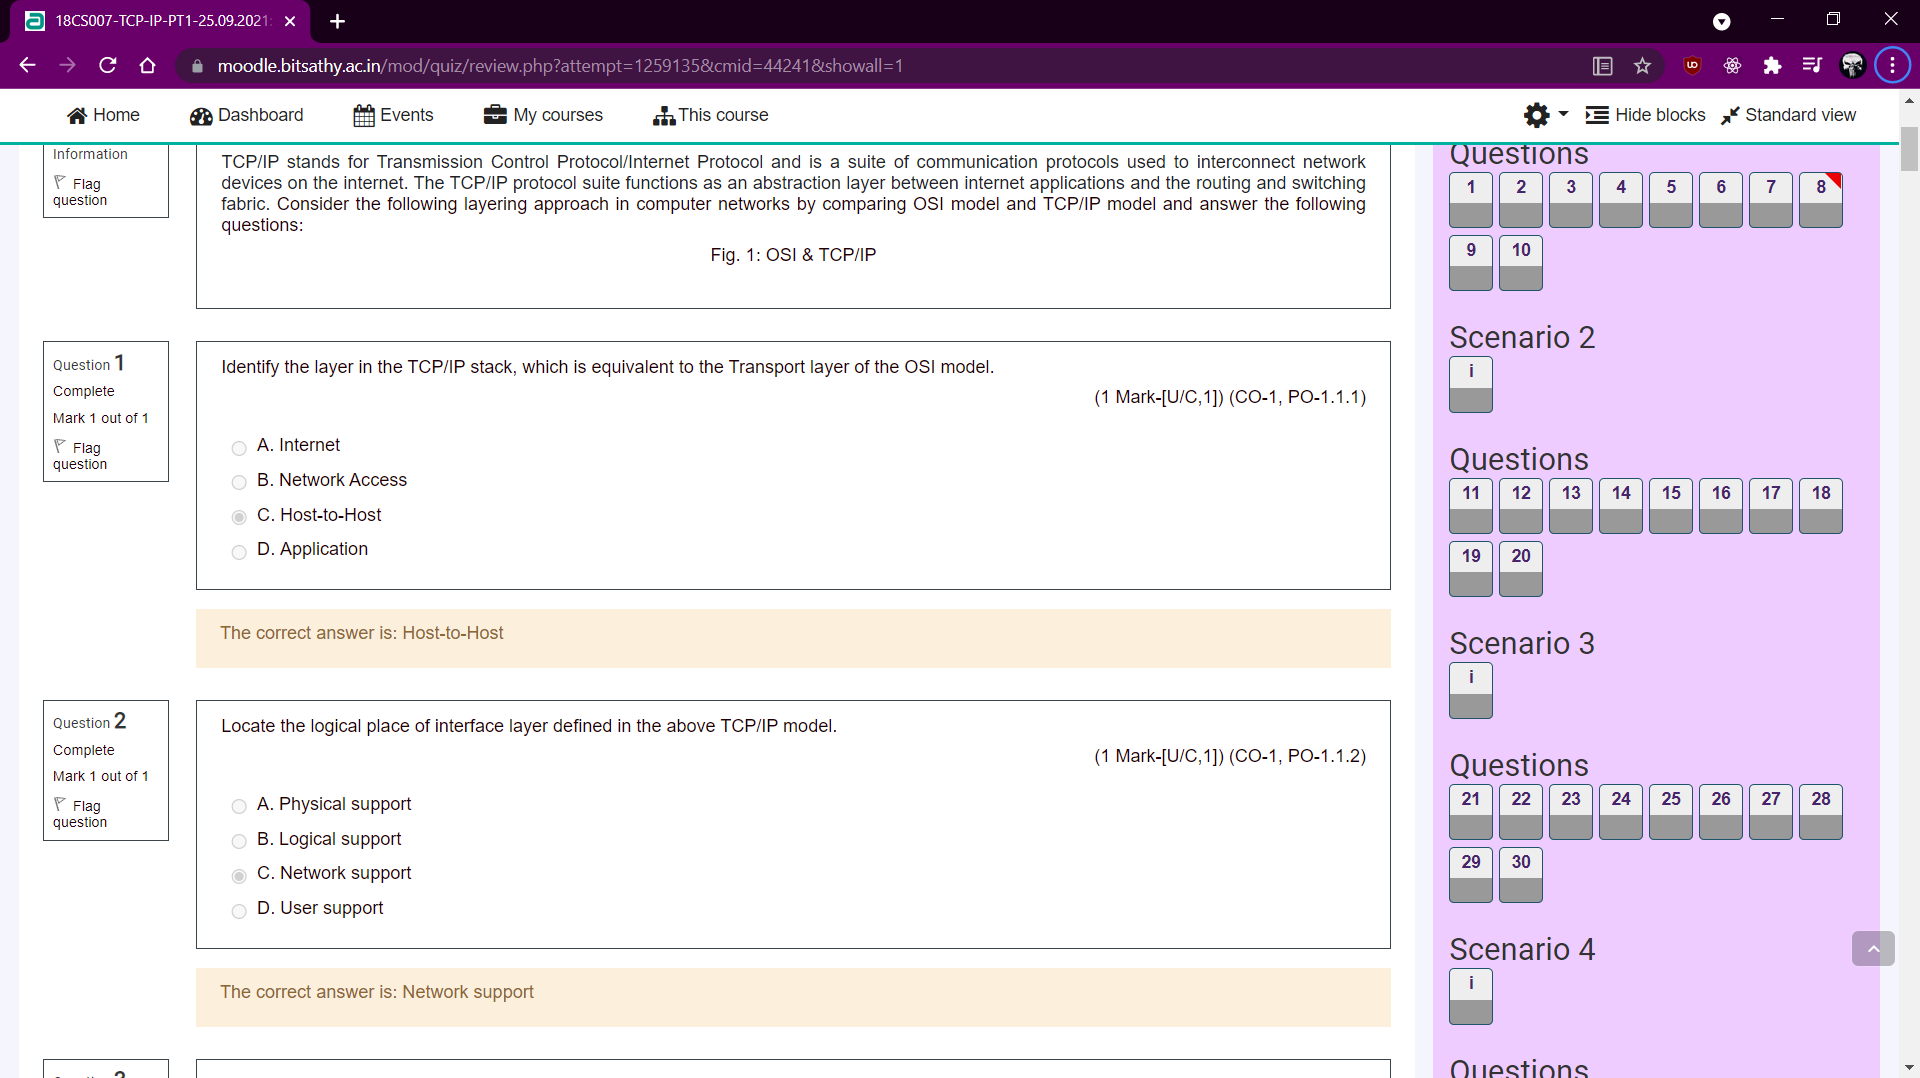 18CS007-TCP-IP-PT1-25.09.2021
moodle.bitsathy.ac.in/mod/quiz/review.php?attempt=1259135&cmid=44241&showall=1
Home
Dashboard
Events
My courses
This course
Hide blocks
Standard view
Information
Flag
question
TCP/IP stands for Transmission Control Protocol/Internet Protocol and is a suite of communication protocols used to interconnect network
devices on the internet. The TCP/IP protocol suite functions as an abstraction layer between internet applications and the routing and switching
fabric. Consider the following layering approach in computer networks by comparing OSI model and TCP/IP model and answer the following
questions:
Fig. 1: OSI & TCP/IP
Question 1
Complete
Mark 1 out of 1
Flag
question
Identify the layer in the TCP/IP stack, which is equivalent to the Transport layer of the OSI model.
(1 Mark-[U/C,1]) (CO-1, PO-1.1.1)
A. Internet
B. Network Access
C. Host-to-Host
D. Application
The correct answer is: Host-to-Host
Question 2
Complete
Mark 1 out of 1
Flag
question
Locate the logical place of interface layer defined in the above TCP/IP model.
(1 Mark-[U/C,1]) (CO-1, PO-1.1.2)
A. Physical support
B. Logical support
C. Network support
D. User support
The correct answer is: Network support
Questions
1 2 3 4 5 6 7 8
9 10
Scenario 2
i
Questions
11 12 13 14 15 16 17 18
19 20
Scenario 3
i
Questions
21 22 23 24 25 26 27 28
29 30
Scenario 4
i
Questions